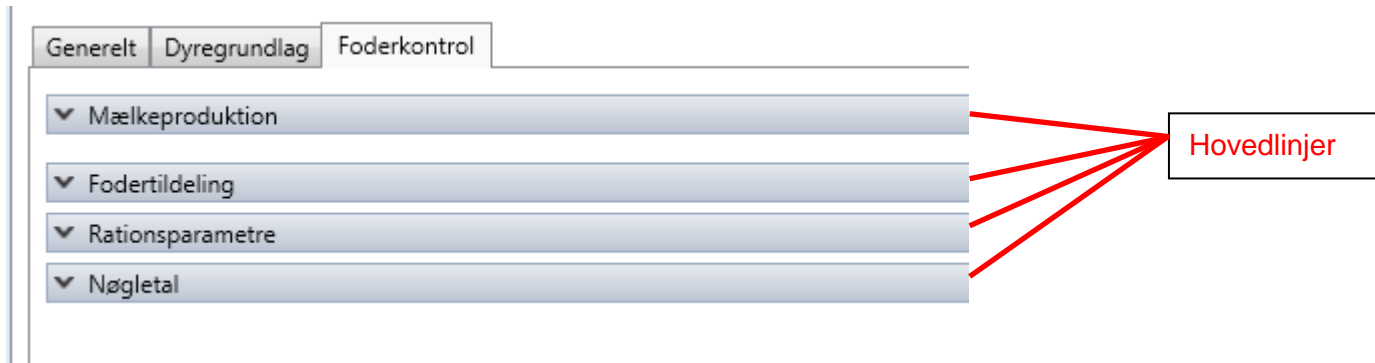 Generelt Dyregrundlag Foderkontrol
Mælkeproduktion
Hovedlinjer
Fodertildeling
Rationsparametre
Nøgletal